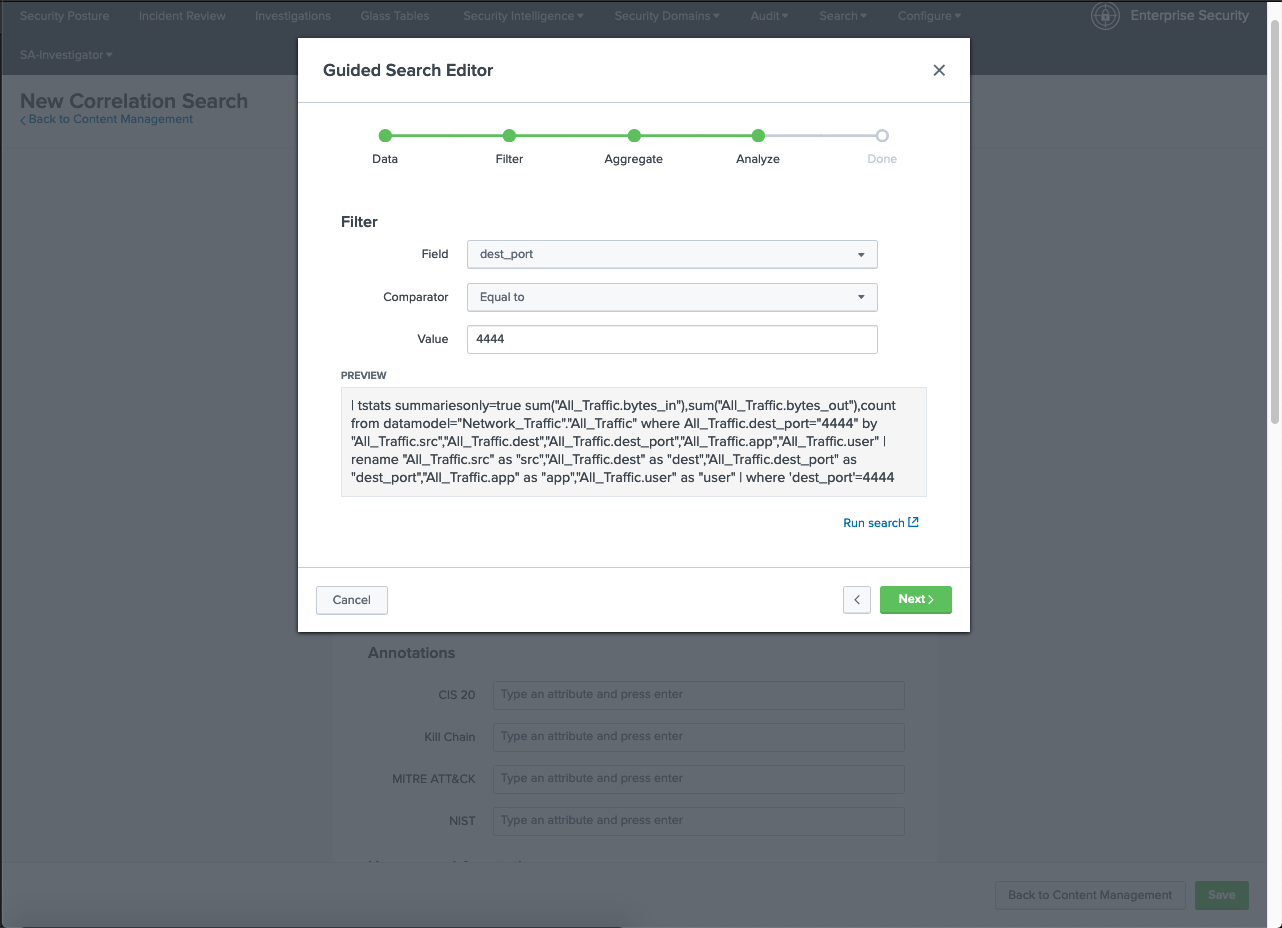 Security Posture Incident Review Investigations Glass Tables Security Intelligence Security Domains Audit Search Configure Enterprise Security
SA-Investigator
Guided Search Editor
New Correlation Search
Back to Content Management
Data Filter Aggregate Analyze Done
Filter
Field dest_port
Comparator Equal to
Value 4444
PREVIEW
| tstats summariesonly=true sum("All_Traffic.bytes_in"),sum("All_Traffic.bytes_out"),count
from datamodel="Network_Traffic"."All_Traffic" where All_Traffic.dest_port="4444" by
"All_Traffic.src","All_Traffic.dest","All_Traffic.dest_port","All_Traffic.app","All_Traffic.user" |
rename "All_Traffic.src" as "src","All_Traffic.dest" as "dest","All_Traffic.dest_port" as
"dest_port","All_Traffic.app" as "app","All_Traffic.user" as "user" | where 'dest_port'=4444
Run search
Cancel Next
Annotations
CIS 20 Type an attribute and press enter
Kill Chain Type an attribute and press enter
MITRE ATT&CK Type an attribute and press enter
NIST Type an attribute and press enter
Back to Content Management Save